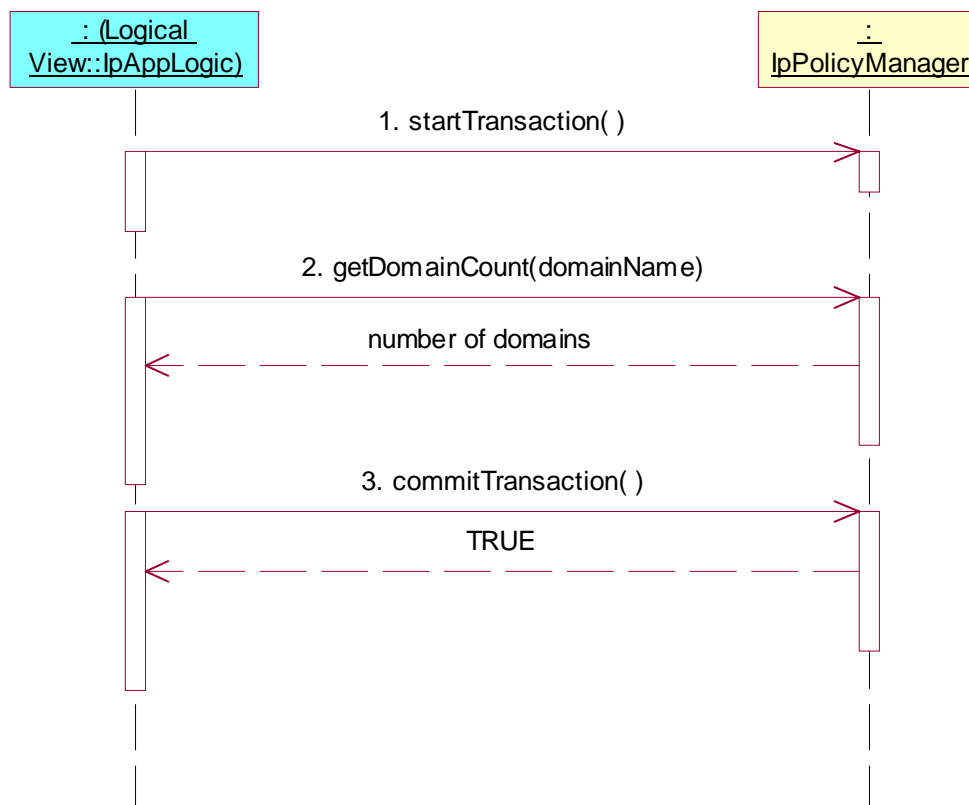 : (Logical
View::IpAppLogic)
:
IpPolicyManager
1. startTransaction( )
2. getDomainCount(domainName)
number of domains
3. commitTransaction( )
TRUE